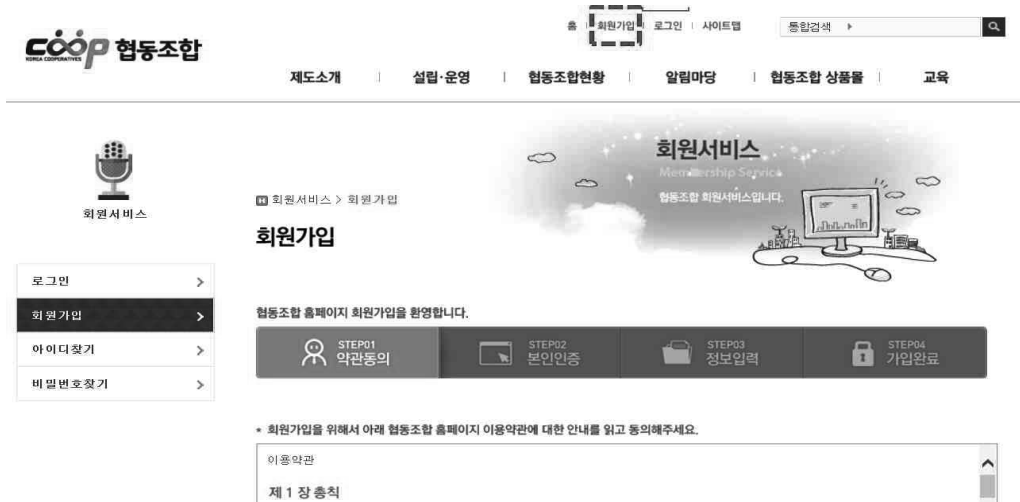 홈 회원가입 로그인 사이트맵 통합검색
COOP 협동조합
KOREA COOPERATIVES
제도소개 설립·운영 협동조합현황 알림마당 협동조합 상품몰 교육
회원서비스
Membership Service
협동조합 회원서비스입니다.
회원서비스
H 회원서비스 > 회원가입
회원가입
로그인
회원가입
아이디찾기
비밀번호찾기
협동조합 홈페이지 회원가입을 환영합니다.
STEP01
약관동의
STEP02
본인인증
STEP03
정보입력
STEP04
가입완료
* 회원가입을 위해서 아래 협동조합 홈페이지 이용약관에 대한 안내를 읽고 동의해주세요.
이용약관
제 1 장 총칙